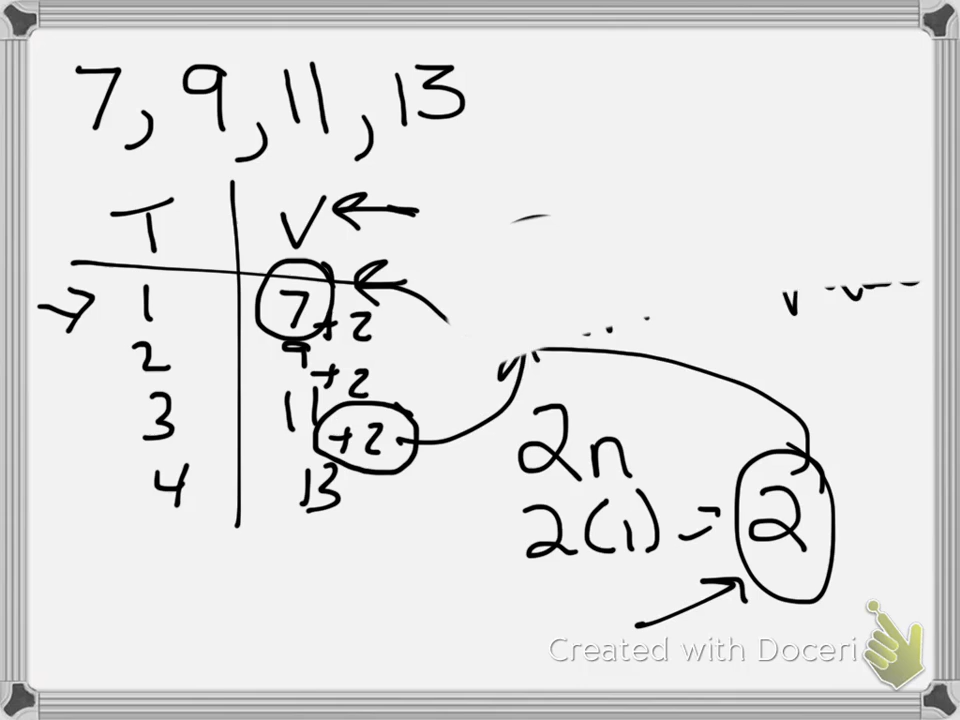 7, 9, 11, 13
T V
1 7
+2
2 9
+2
3 11
+2
4 13
2n
2(1) = 2
Created with Doceri